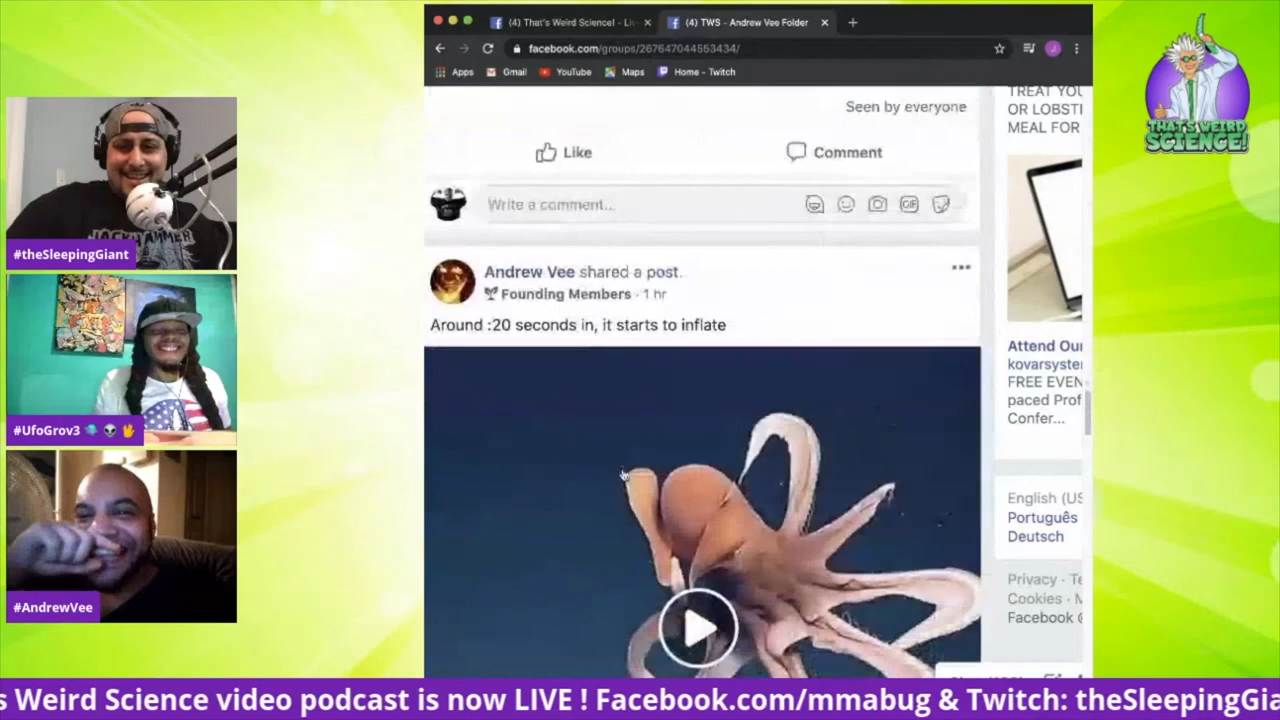 (4) That's Weird Science! - Liv
(4) TWS - Andrew Vee Folder
facebook.com/groups/267647044553434/
Apps
Gmail
YouTube
Maps
Home - Twitch
J
THAT'S WEIRD
SCIENCE!
Seen by everyone
Like
Comment
Write a comment...
GIF
Andrew Vee shared a post.
Founding Members · 1 hr
Around :20 seconds in, it starts to inflate
TREAT YOU
OR LOBST
MEAL FOR
Attend Our
kovarsyste
FREE EVEN
paced Prof
Confer...
English (US
Português
Deutsch
Privacy · Te
Cookies · M
Facebook ©
JACKHAMMER
#theSleepingGiant
#UfoGrov3
#AndrewVee
s Weird Science video podcast is now LIVE ! Facebook.com/mmabug & Twitch: theSleepingGia